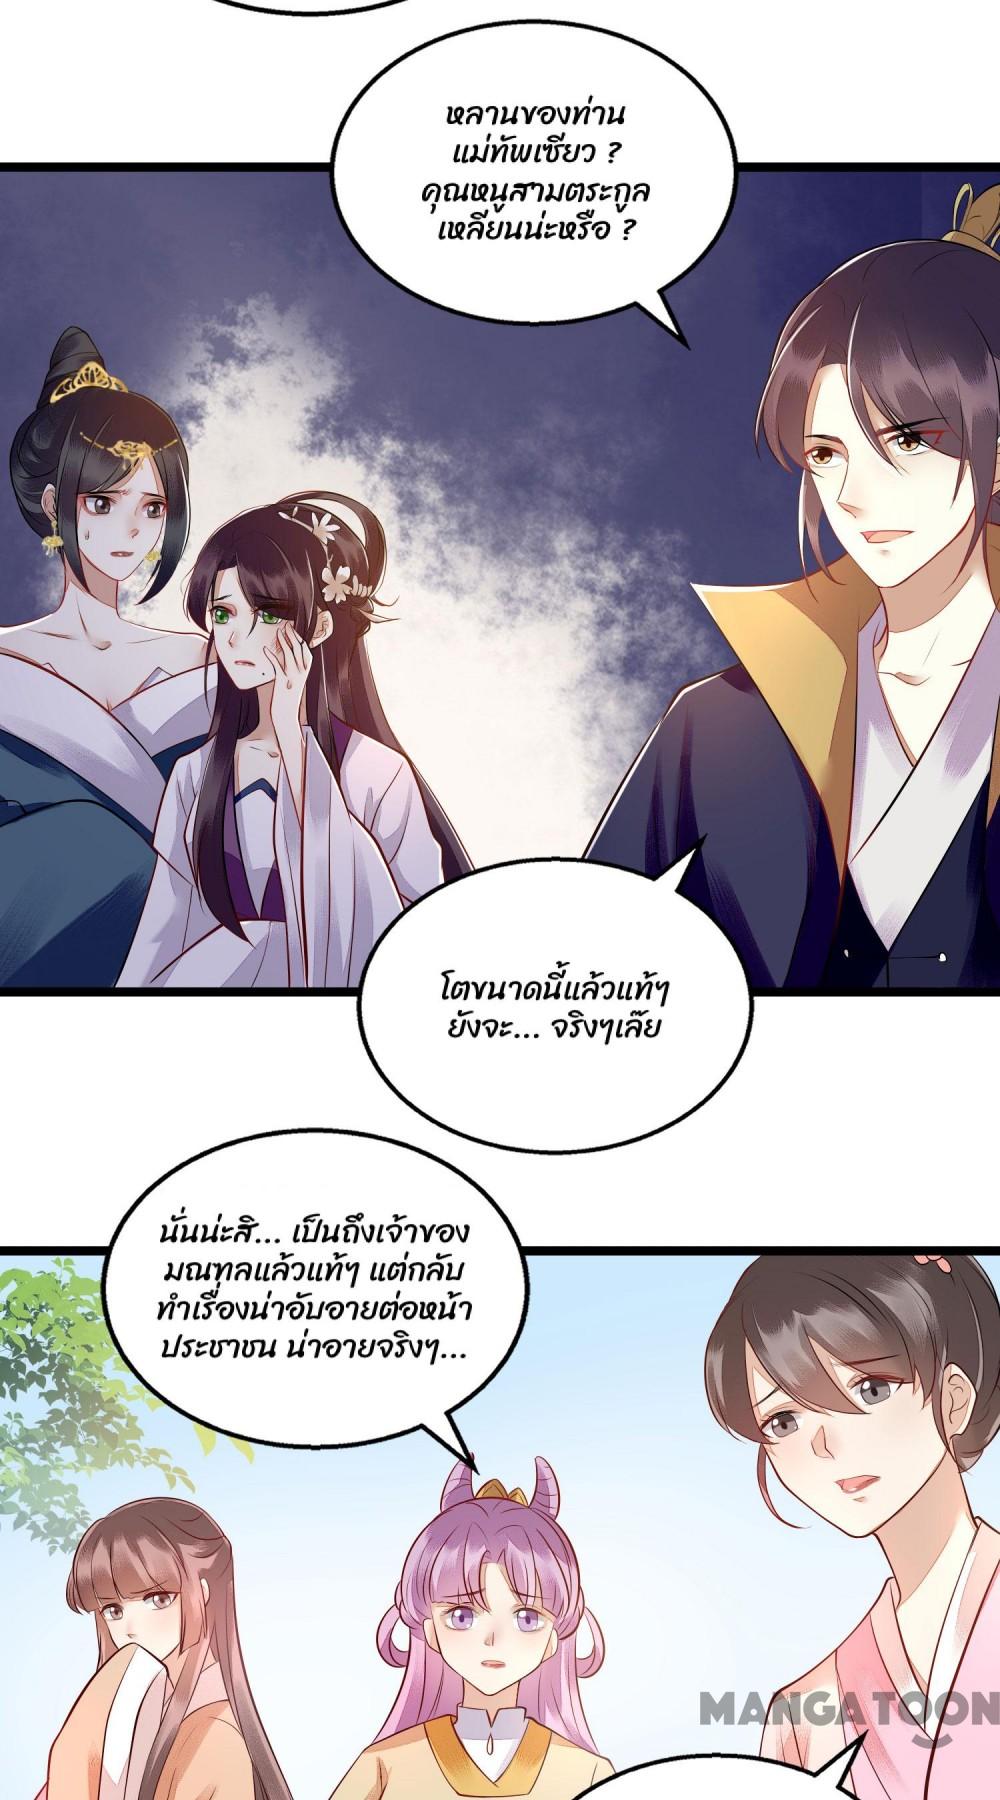 หลานของท่าน
แม่ทัพเซียว ?
คุณหนูสามตระกูล
เหลียนน่ะหรือ ?
โตขนาดนี้แล้วแท้ๆ
ยังจะ... จริงๆเล๊ย
นั่นน่ะสิ... เป็นถึงเจ้าของ
มณฑลแล้วแท้ๆ แต่กลับ
ทำเรื่องน่าอับอายต่อหน้า
ประชาชน น่าอายจริงๆ...
MANGATOON